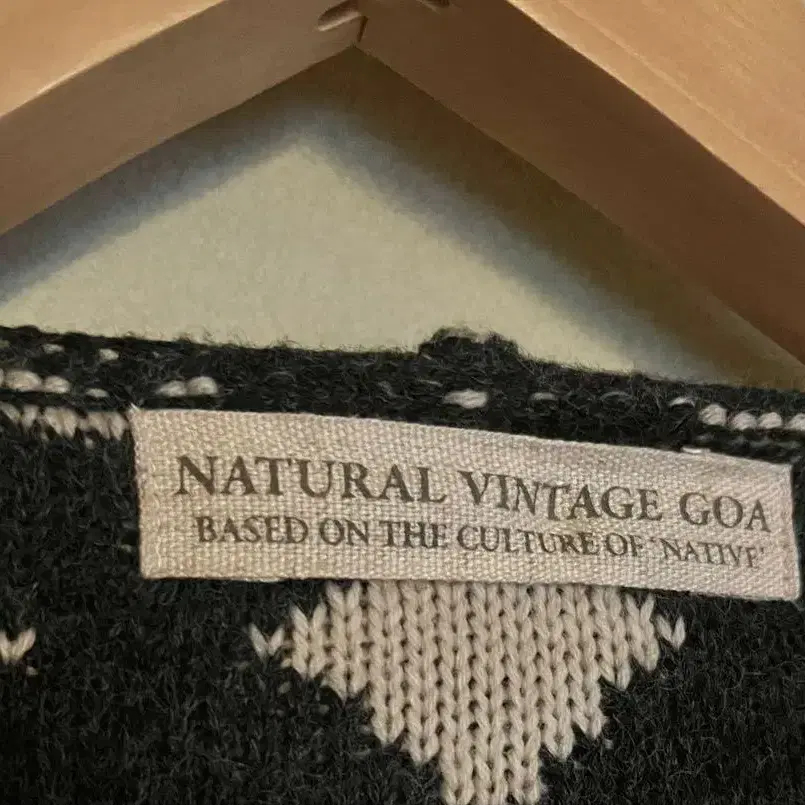 NATURAL VINTAGE GOA
BASED ON THE CULTURE OF 'NATIVE'